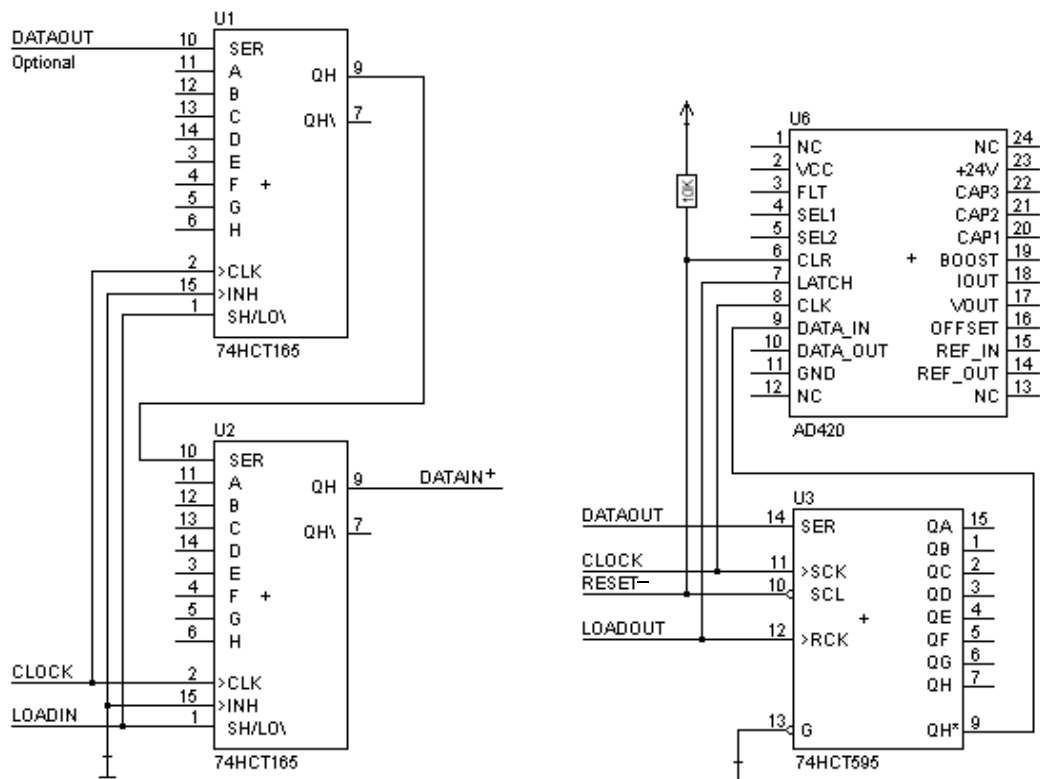 U1
DATAOUT 10 SER
Optional
11 A
12 B
13 C
14 D
3 E
4 F +
5 G
6 H
QH 9
QH\ 7
2 >CLK
15 >INH
1 SH/LO\
74HCT165
U2
10 SER
11 A
12 B
13 C
14 D
3 E
4 F +
5 G
6 H
QH 9 DATAIN+
QH\ 7
CLOCK 2 >CLK
15 >INH
LOADIN 1 SH/LO\
74HCT165
10K
U6
1 NC NC 24
2 VCC +24V 23
3 FLT CAP3 22
4 SEL1 CAP2 21
5 SEL2 CAP1 20
6 CLR + BOOST 19
7 LATCH IOUT 18
8 CLK VOUT 17
9 DATA_IN OFFSET 16
10 DATA_OUT REF_IN 15
11 GND REF_OUT 14
12 NC NC 13
AD420
U3
DATAOUT 14 SER QA 15
QB 1
CLOCK 11 >SCK QC 2
RESET– 10 SCL QD 3
QE 4
LOADOUT 12 >RCK + QF 5
QG 6
QH 7
13 G QH* 9
74HCT595